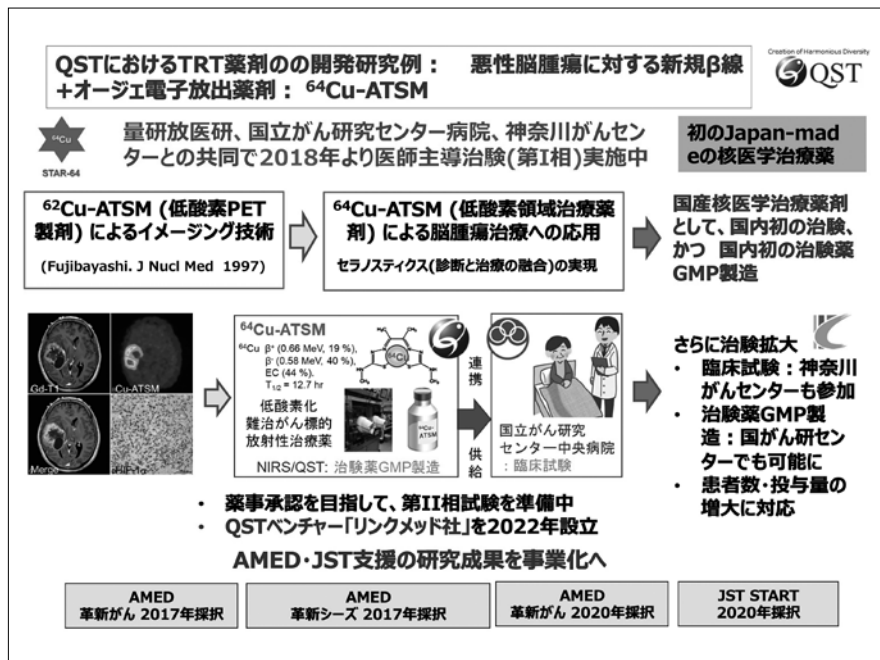 QSTにおけるTRT薬剤のの開発研究例：　悪性脳腫瘍に対する新規β線
+オージェ電子放出薬剤： ⁶⁴Cu-ATSM
Creation of Harmonious Diversity
QST
⁶⁴Cu
STAR-64
量研放医研、国立がん研究センター病院、神奈川がんセン
ターとの共同で2018年より医師主導治験(第I相)実施中
初のJapan-mad
eの核医学治療薬
⁶²Cu-ATSM (低酸素PET
製剤) によるイメージング技術
(Fujibayashi. J Nucl Med 1997)
⁶⁴Cu-ATSM (低酸素領域治療薬
剤) による脳腫瘍治療への応用
セラノスティクス(診断と治療の融合)の実現
国産核医学治療薬剤
として、国内初の治験、
かつ 国内初の治験薬
GMP製造
Gd-T1
Cu-ATSM
Merge
HIF-1α
⁶⁴Cu-ATSM
⁶⁴Cu β⁺ (0.66 MeV, 19 %),
β⁻ (0.58 MeV, 40 %),
EC (44 %).
T₁/₂ = 12.7 hr
H₃C
CH₃
⁶⁴Cu
低酸素化
難治がん標的
放射性治療薬
⁶⁴Cu-
ATSM
NIRS/QST: 治験薬GMP製造
連携
供給
国立がん研究
センター中央病院
: 臨床試験
さらに治験拡大
• 臨床試験：神奈川
がんセンターも参加
• 治験薬GMP製
造：国がん研セン
ターでも可能に
• 患者数・投与量の
増大に対応
• 薬事承認を目指して、第II相試験を準備中
• QSTベンチャー「リンクメッド社」を2022年設立
AMED・JST支援の研究成果を事業化へ
AMED
革新がん 2017年採択
AMED
革新シーズ 2017年採択
AMED
革新がん 2020年採択
JST START
2020年採択